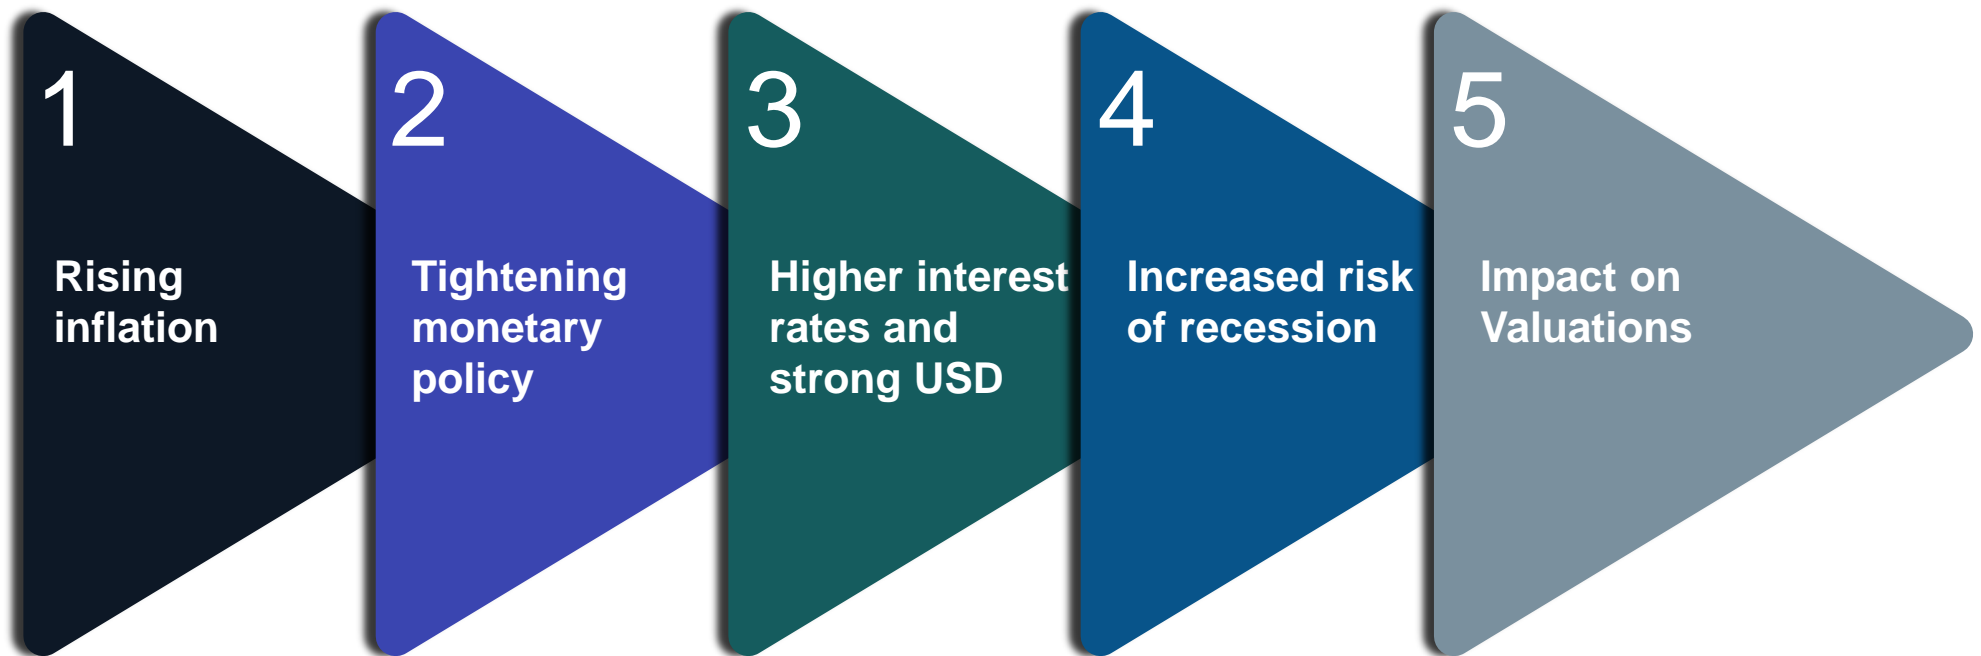 1
Rising
inflation
2
Tightening
monetary
policy
3
Higher interest
rates and
strong USD
4
Increased risk
of recession
5
Impact on
Valuations